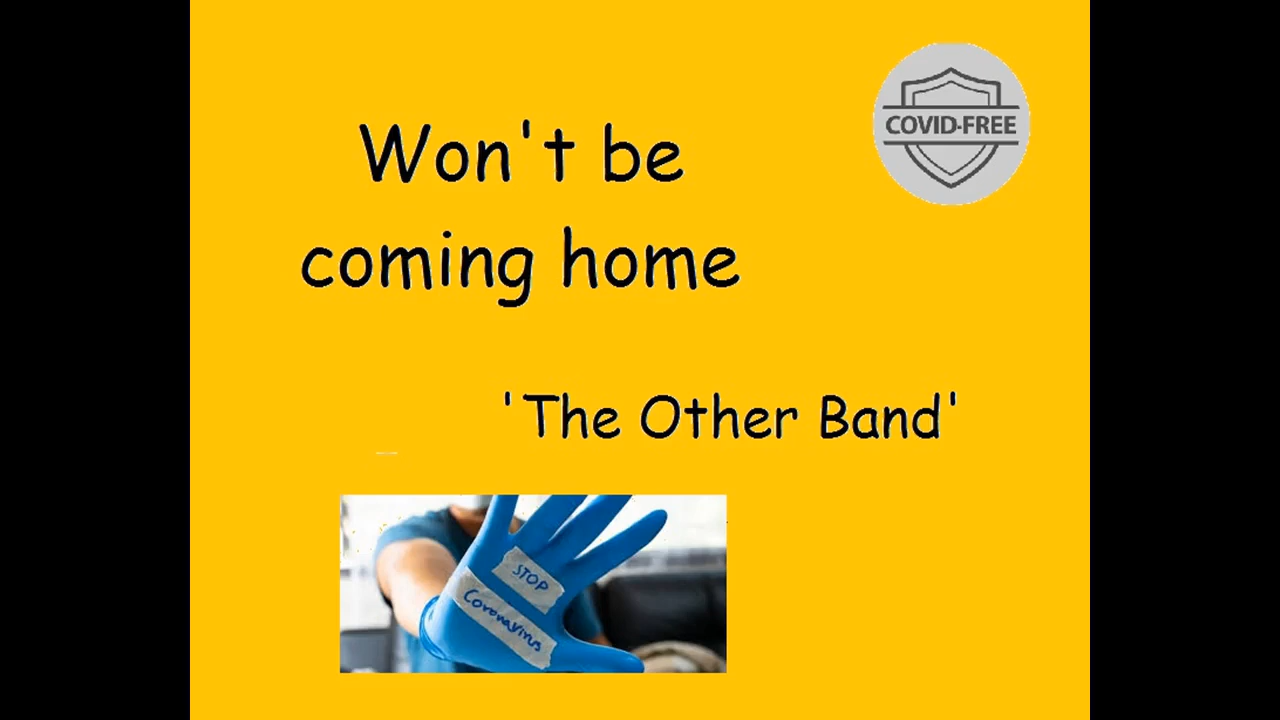 COVID-FREE
Won't be
coming home
'The Other Band'
STOP
Coronavirus